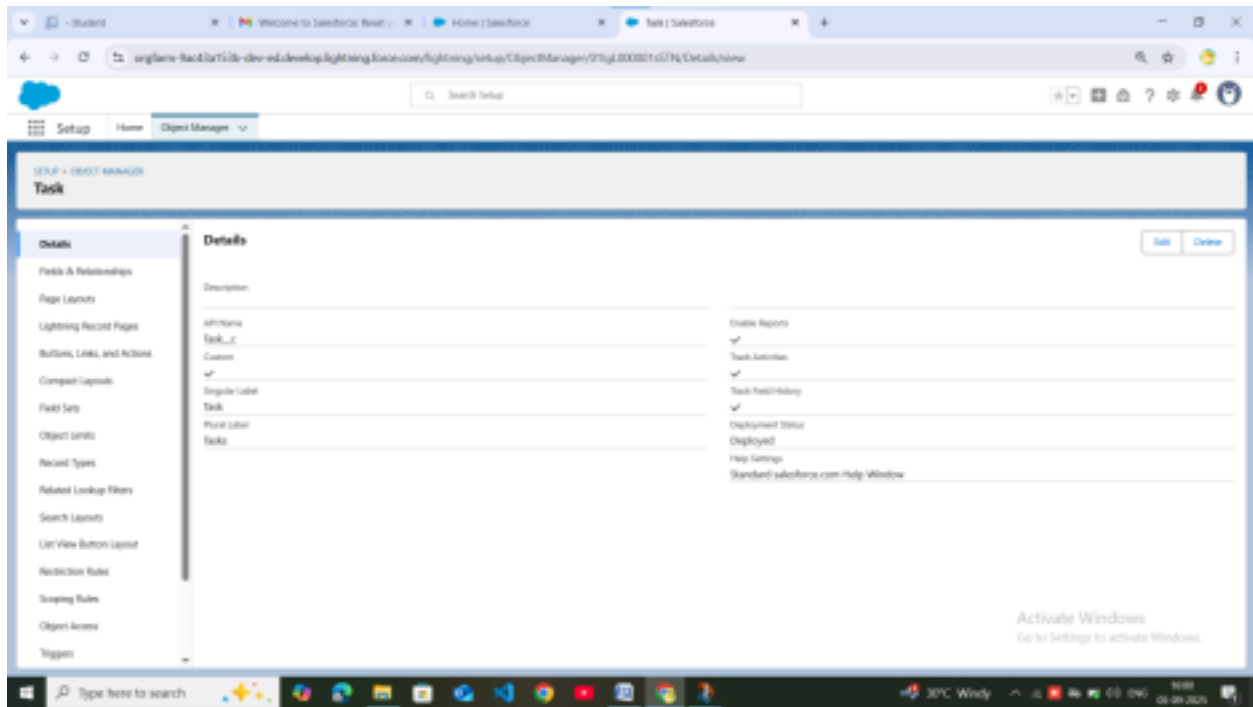 - Student
Welcome to Salesforce: Reset y
Home | Salesforce
Task | Salesforce
Search Setup
Setup
Home
Object Manager
SETUP > OBJECT MANAGER
Task
Details
Fields & Relationships
Page Layouts
Lightning Record Pages
Buttons, Links, and Actions
Compact Layouts
Field Sets
Object Limits
Record Types
Related Lookup Filters
Search Layouts
List View Button Layout
Restriction Rules
Scoping Rules
Object Access
Triggers
Details
Edit
Delete
Description
API Name
Task__c
Custom
Singular Label
Task
Plural Label
Tasks
Enable Reports
Track Activities
Track Field History
Deployment Status
Deployed
Help Settings
Standard salesforce.com Help Window
Activate Windows
Go to Settings to activate Windows.
Type here to search
30°C Windy
ENG
05-09-2025